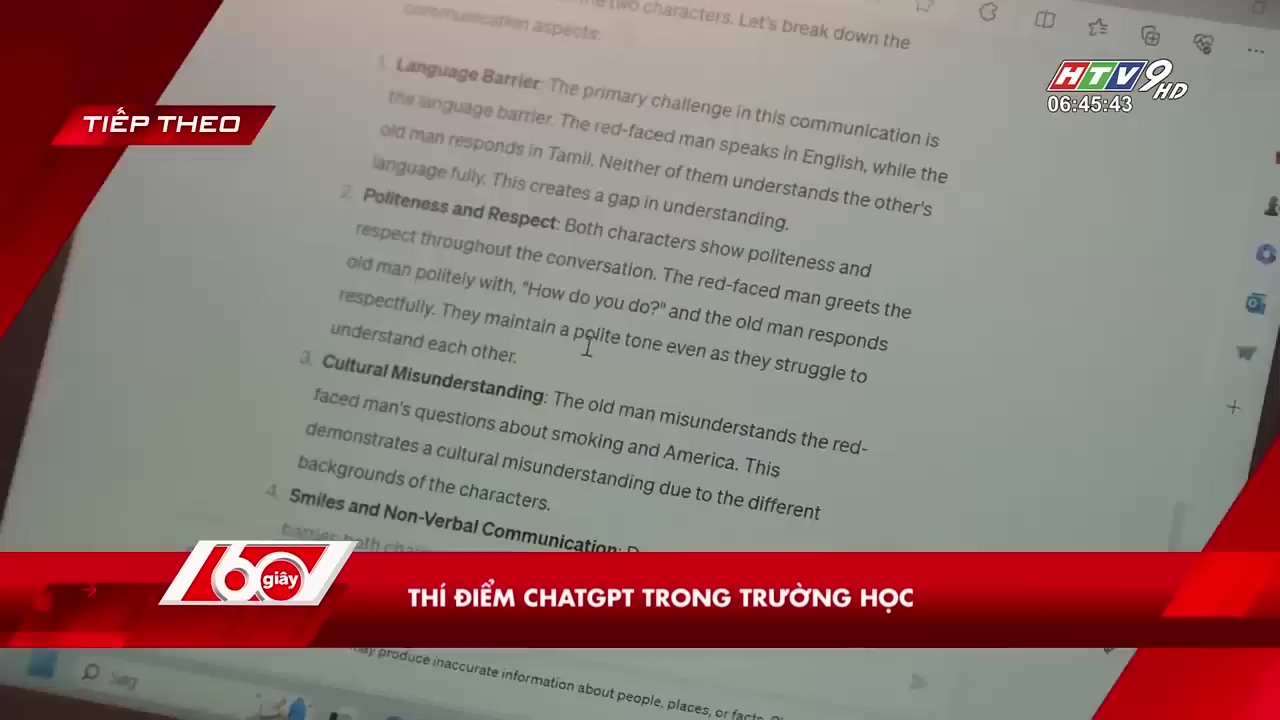 the two characters. Let's break down the
communication aspects:
1. Language Barrier: The primary challenge in this communication is
the language barrier. The red-faced man speaks in English, while the
old man responds in Tamil. Neither of them understands the other's
language fully. This creates a gap in understanding.
2. Politeness and Respect: Both characters show politeness and
respect throughout the conversation. The red-faced man greets the
old man politely with, "How do you do?" and the old man responds
respectfully. They maintain a polite tone even as they struggle to
understand each other.
3. Cultural Misunderstanding: The old man misunderstands the red-
faced man's questions about smoking and America. This
demonstrates a cultural misunderstanding due to the different
backgrounds of the characters.
4. Smiles and Non-Verbal Communication:
barrier, both
TIẾP THEO
HTV9 HD
06:45:43
60 giây
THÍ ĐIỂM CHATGPT TRONG TRƯỜNG HỌC
may produce inaccurate information about people, places, or facts.
Søg